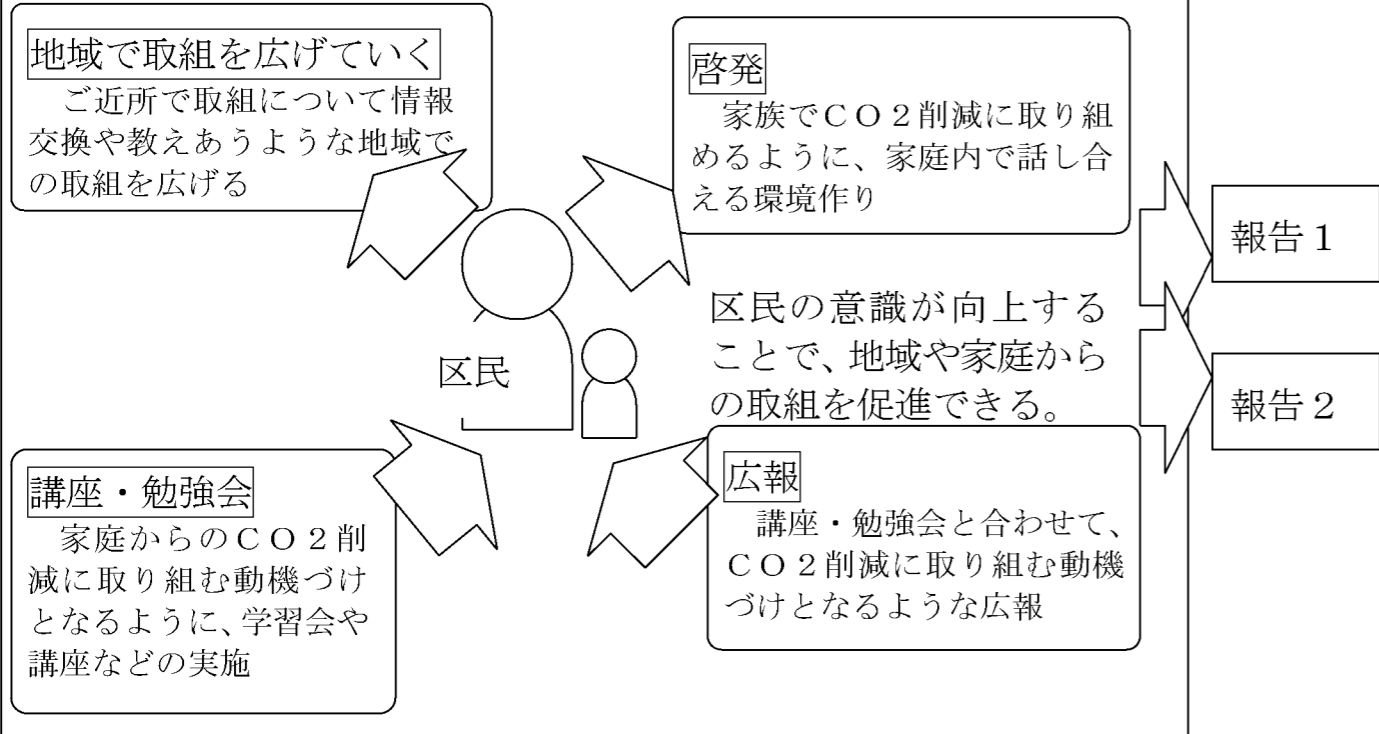 地域で取組を広げていく
ご近所で取組について情報
交換や教えあうような地域で
の取組を広げる
啓発
家族でＣＯ２削減に取り組
めるように、家庭内で話し合
える環境作り
報告１
区民の意識が向上する
ことで、地域や家庭から
の取組を促進できる。
報告２
区民
講座・勉強会
家庭からのＣＯ２削
減に取り組む動機づけ
となるように、学習会や
講座などの実施
広報
講座・勉強会と合わせて、
ＣＯ２削減に取り組む動機
づけとなるような広報